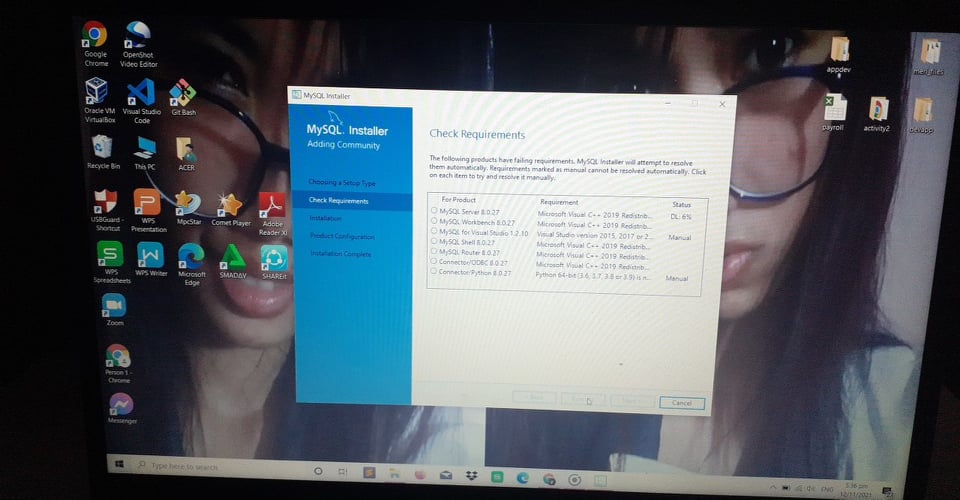 Google
Chrome
OpenShot
Video Editor
Oracle VM
VirtualBox
Visual Studio
Code
Git Bash
Recycle Bin
This PC
ACER
USBGuard -
Shortcut
WPS
Presentation
MpcStar
Comet Player
Adobe
Reader XI
WPS
Spreadsheets
WPS Writer
Microsoft
Edge
SMADAV
SHAREit
Zoom
Person 1 -
Chrome
Messenger
MySQL Installer
MySQL Installer
Adding Community
Choosing a Setup Type
Check Requirements
Installation
Product Configuration
Installation Complete
Check Requirements
The following products have failing requirements. MySQL Installer will attempt to resolve
them automatically. Requirements marked as manual cannot be resolved automatically. Click
on each item to try and resolve it manually.
For Product Requirement Status
MySQL Server 8.0.27 Microsoft Visual C++ 2019 Redistrib... DL: 6%
MySQL Workbench 8.0.27 Microsoft Visual C++ 2019 Redistrib...
MySQL for Visual Studio 1.2.10 Visual Studio version 2015, 2017 or 2... Manual
MySQL Shell 8.0.27 Microsoft Visual C++ 2019 Redistrib...
MySQL Router 8.0.27 Microsoft Visual C++ 2019 Redistrib...
Connector/ODBC 8.0.27 Microsoft Visual C++ 2019 Redistrib...
Connector/Python 8.0.27 Python 64-bit (3.6, 3.7, 3.8 or 3.9) is n... Manual
< Back
Next >
Cancel
appdev
payroll
activity2
Type here to search
ENG
5:36 pm